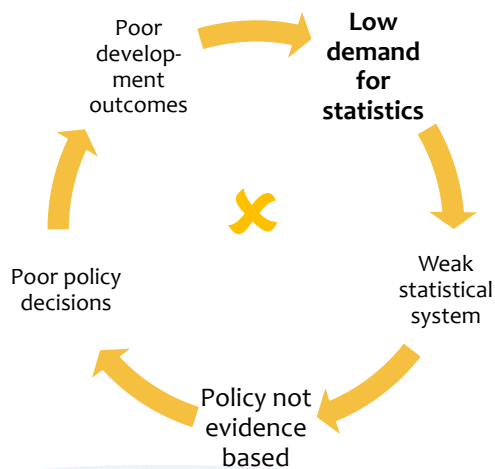 Poor
develop-
ment
outcomes
Low
demand
for
statistics
Weak
statistical
system
Policy not
evidence
based
Poor policy
decisions